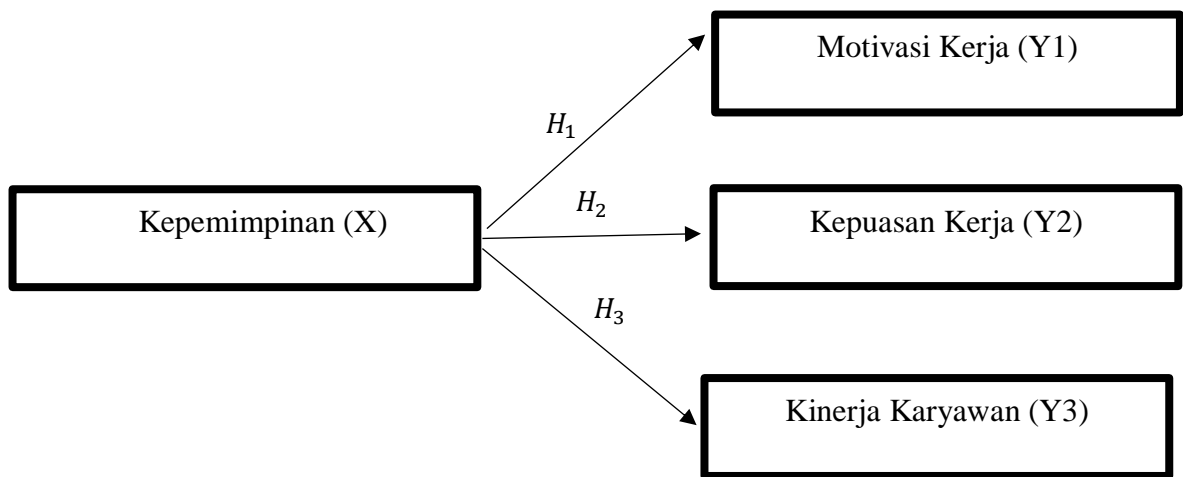 Motivasi Kerja (Y1)
H₁
Kepemimpinan (X)
H₂
Kepuasan Kerja (Y2)
H₃
Kinerja Karyawan (Y3)